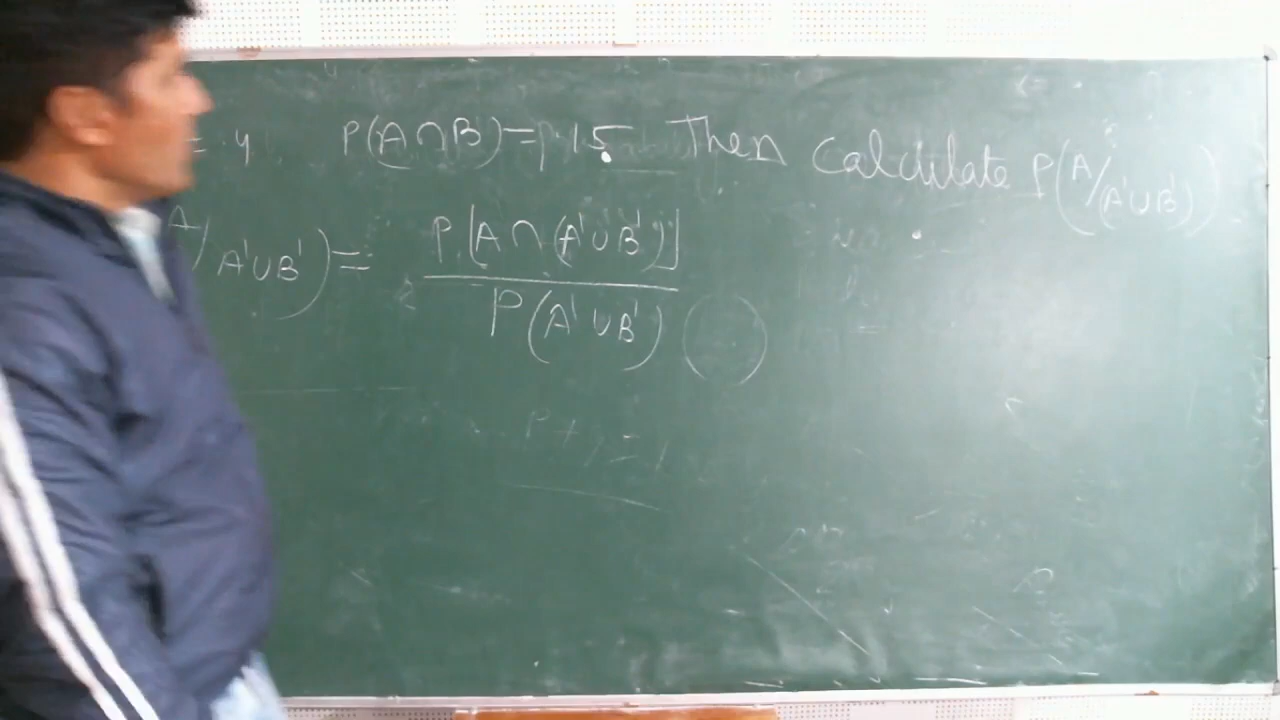 = .4 P(A∩B)= .15 Then Calculate P(A/(A'∪B'))
A/A'∪B') = P[A∩(A'∪B')]
P(A'∪B') ( )
P + = 1